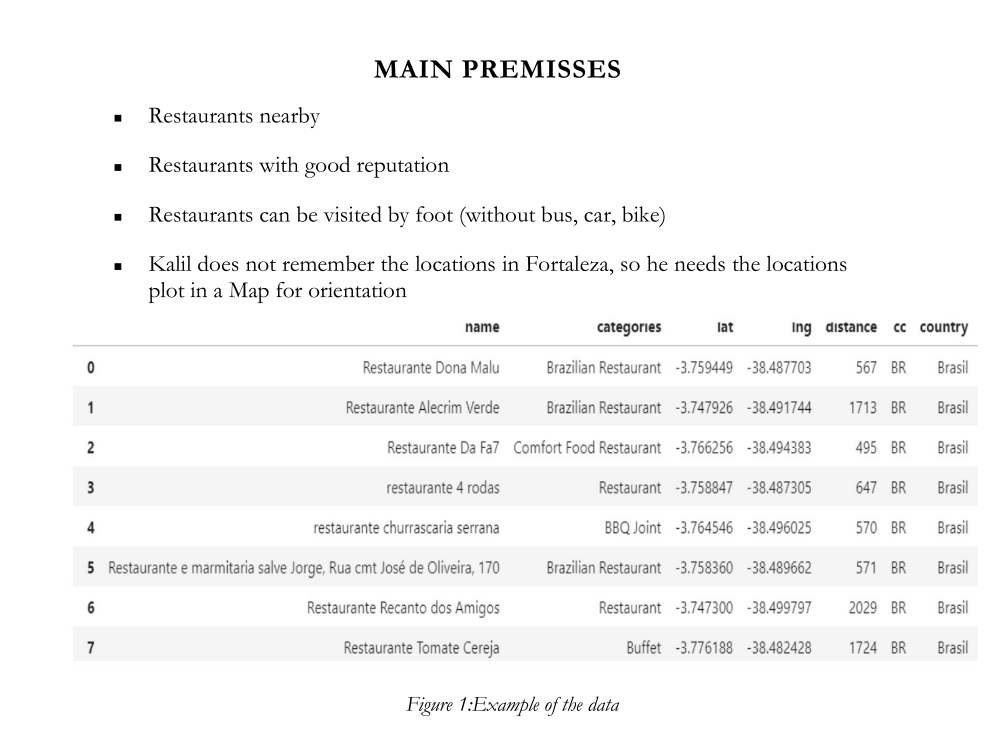 MAIN PREMISSES
▪ Restaurants nearby
▪ Restaurants with good reputation
▪ Restaurants can be visited by foot (without bus, car, bike)
▪ Kalil does not remember the locations in Fortaleza, so he needs the locations
plot in a Map for orientation
name categories lat lng distance cc country
0 Restaurante Dona Malu Brazilian Restaurant -3.759449 -38.487703 567 BR Brasil
1 Restaurante Alecrim Verde Brazilian Restaurant -3.747926 -38.491744 1713 BR Brasil
2 Restaurante Da Fa7 Comfort Food Restaurant -3.766256 -38.494383 495 BR Brasil
3 restaurante 4 rodas Restaurant -3.758847 -38.487305 647 BR Brasil
4 restaurante churrascaria serrana BBQ Joint -3.764546 -38.496025 570 BR Brasil
5 Restaurante e marmitaria salve Jorge, Rua cmt José de Oliveira, 170 Brazilian Restaurant -3.758360 -38.489662 571 BR Brasil
6 Restaurante Recanto dos Amigos Restaurant -3.747300 -38.499797 2029 BR Brasil
7 Restaurante Tomate Cereja Buffet -3.776188 -38.482428 1724 BR Brasil
Figure 1:Example of the data